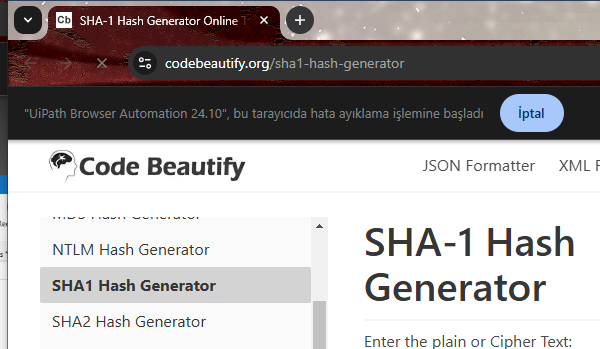 Cb SHA-1 Hash Generator Online
codebeautify.org/sha1-hash-generator
"UiPath Browser Automation 24.10", bu tarayıcıda hata ayıklama işlemine başladı
İptal
Code Beautify
JSON Formatter
XML
MD5 Hash Generator
NTLM Hash Generator
SHA1 Hash Generator
SHA2 Hash Generator
SHA-1 Hash
Generator
Enter the plain or Cipher Text: